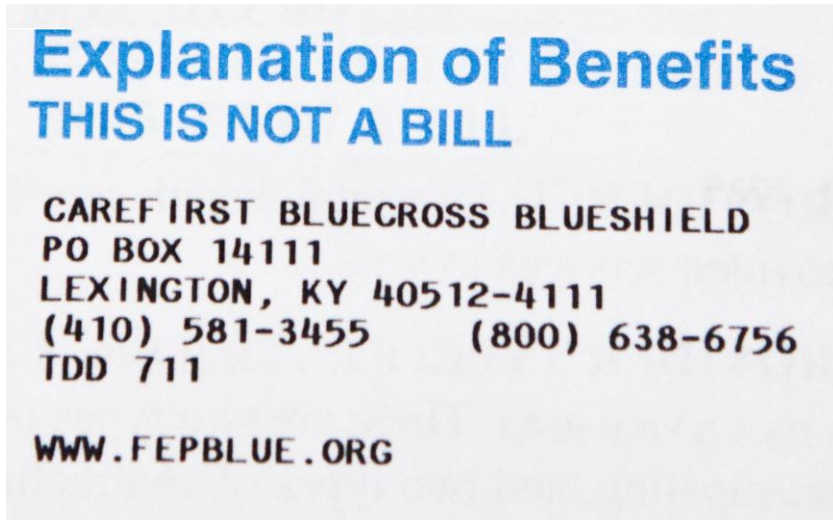 Explanation of Benefits
THIS IS NOT A BILL
CAREFIRST BLUECROSS BLUESHIELD
PO BOX 14111
LEXINGTON, KY 40512-4111
(410) 581-3455 (800) 638-6756
TDD 711
WWW.FEPBLUE.ORG